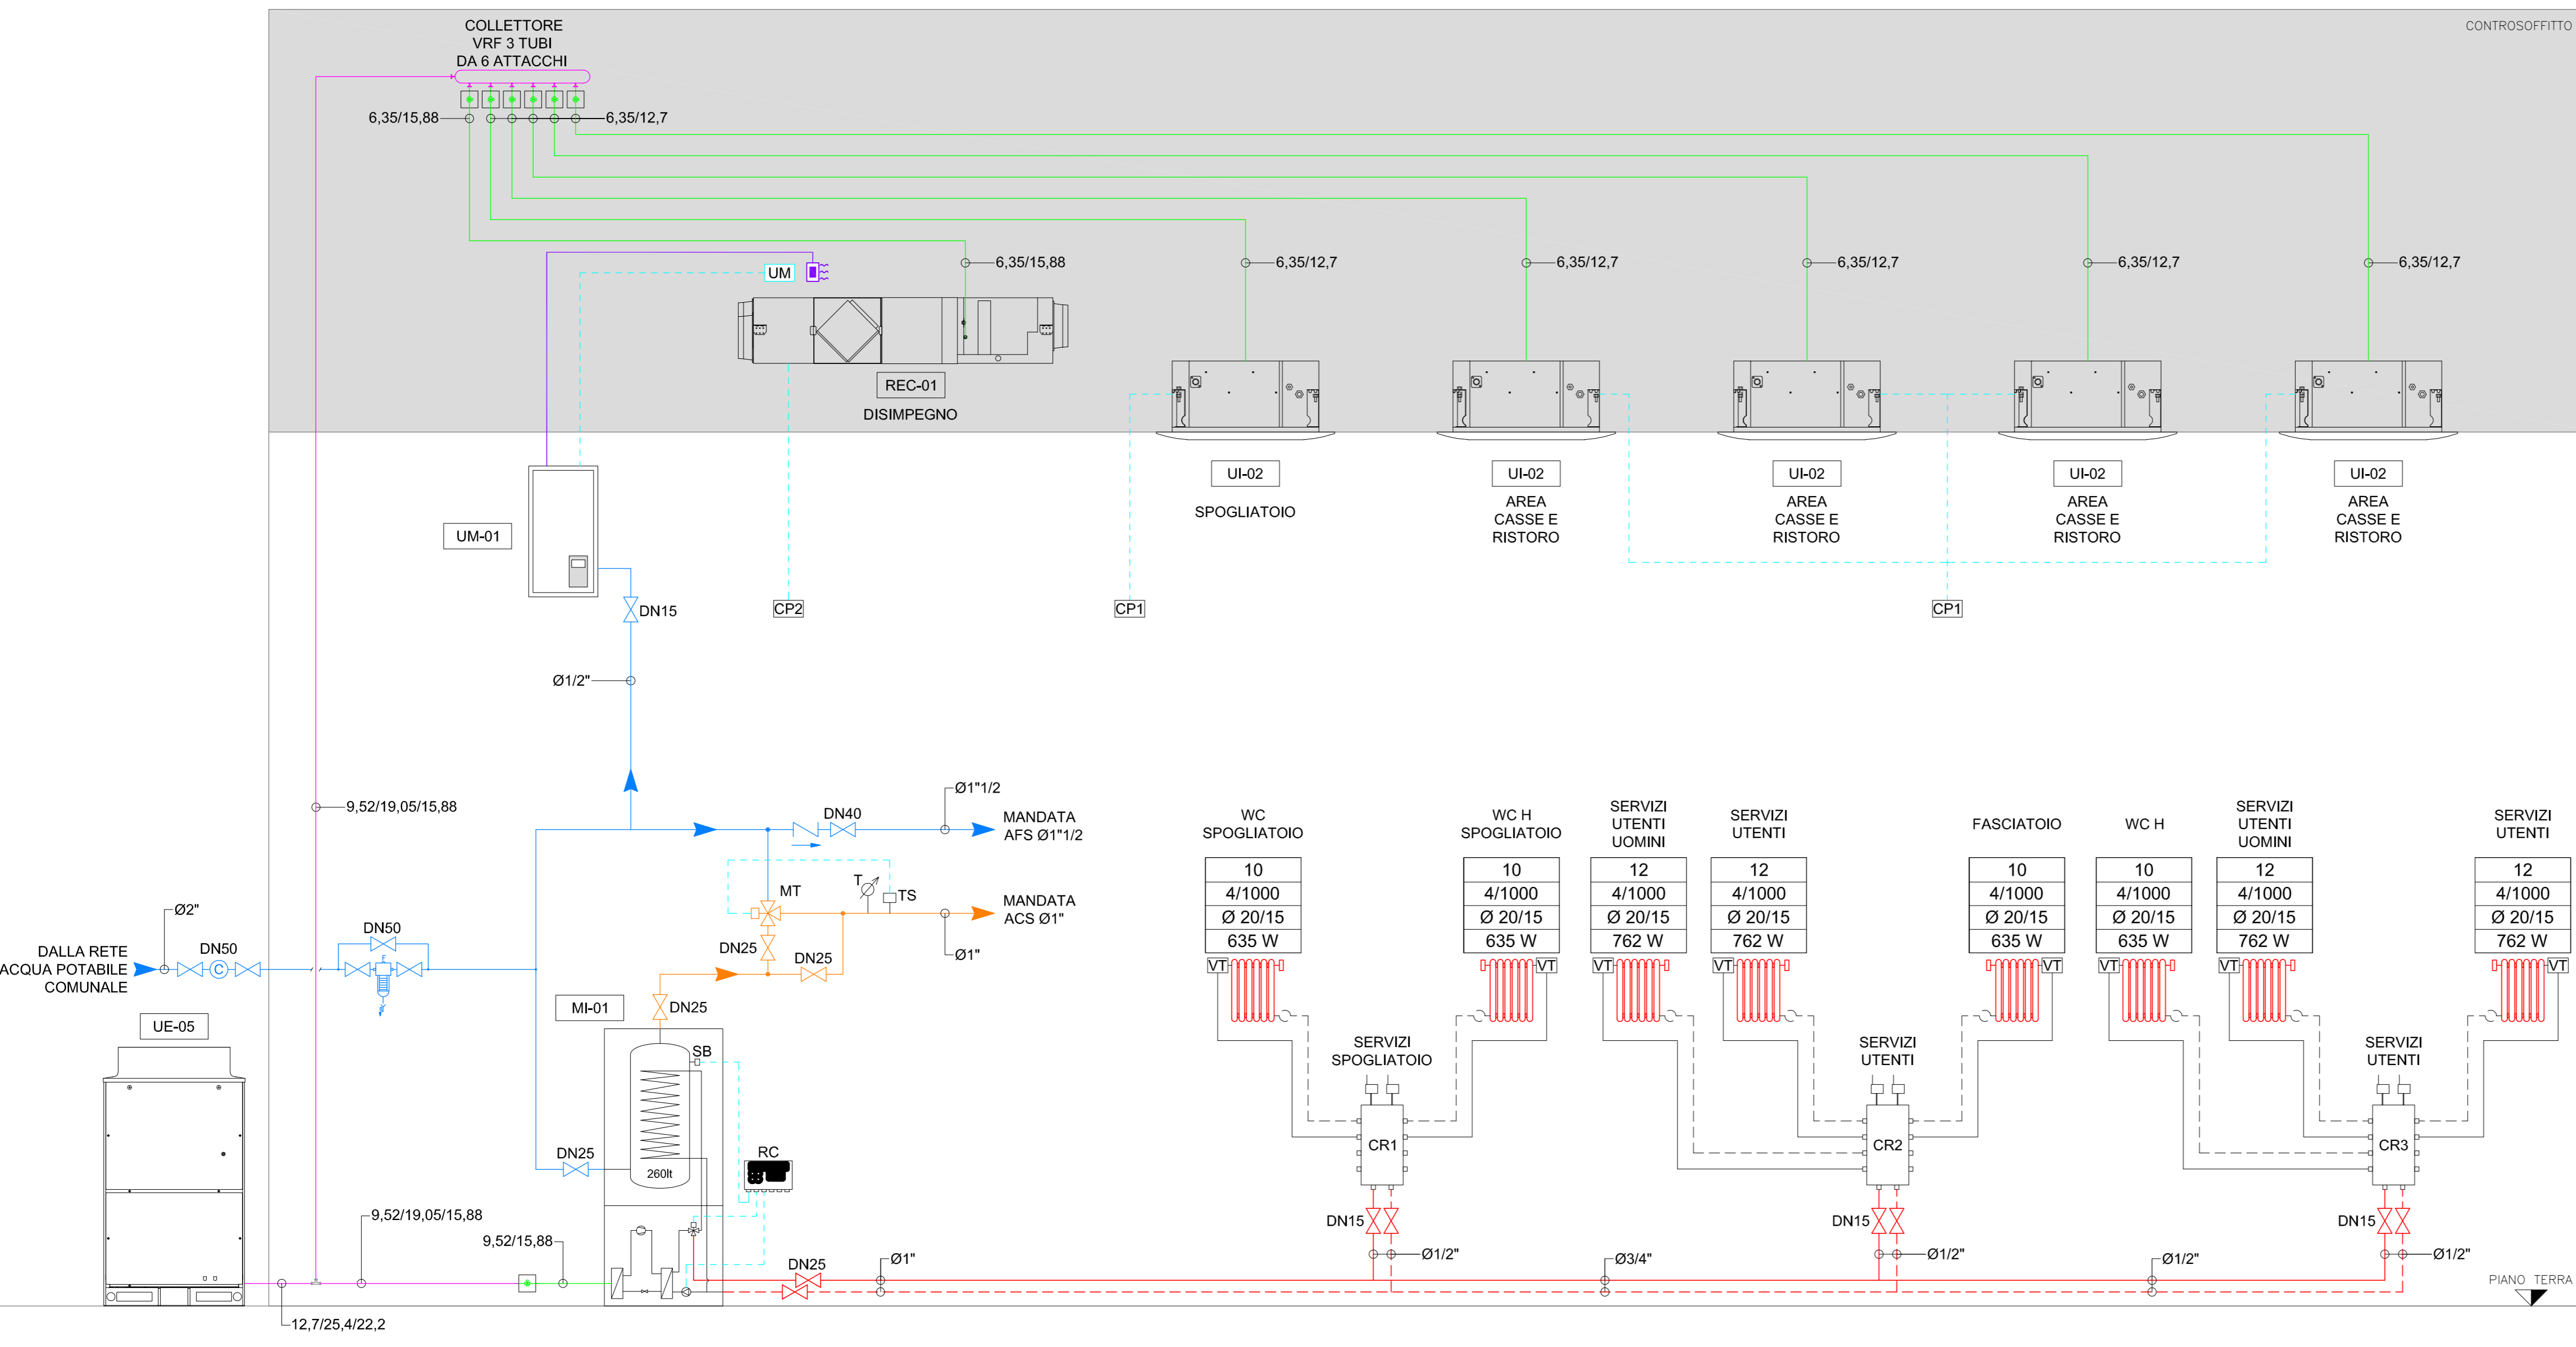 CONTROSOFFITTO
COLLETTORE
VRF 3 TUBI
DA 6 ATTACCHI
6,35/15,88
6,35/12,7
UM
6,35/15,88
6,35/12,7
6,35/12,7
6,35/12,7
6,35/12,7
6,35/12,7
REC-01
DISIMPEGNO
UI-02
SPOGLIATOIO
UI-02
AREA
CASSE E
RISTORO
UI-02
AREA
CASSE E
RISTORO
UI-02
AREA
CASSE E
RISTORO
UI-02
AREA
CASSE E
RISTORO
UM-01
DN15
CP2
CP1
CP1
Ø1/2"
9,52/19,05/15,88
DN40
Ø1"1/2
MANDATA
AFS Ø1"1/2
MT
T
TS
MANDATA
ACS Ø1"
Ø1"
DN25
DN25
DN25
Ø2"
DN50
C
DALLA RETE
ACQUA POTABILE
COMUNALE
DN50
F
MI-01
UE-05
SB
DN25
260lt
RC
9,52/19,05/15,88
9,52/15,88
12,7/25,4/22,2
DN25
Ø1"
WC
SPOGLIATOIO
10
4/1000
Ø 20/15
635 W
VT
WC H
SPOGLIATOIO
10
4/1000
Ø 20/15
635 W
VT
SERVIZI
UTENTI
UOMINI
12
4/1000
Ø 20/15
762 W
VT
SERVIZI
UTENTI
12
4/1000
Ø 20/15
762 W
VT
FASCIATOIO
10
4/1000
Ø 20/15
635 W
VT
WC H
10
4/1000
Ø 20/15
635 W
VT
SERVIZI
UTENTI
UOMINI
12
4/1000
Ø 20/15
762 W
VT
SERVIZI
UTENTI
12
4/1000
Ø 20/15
762 W
VT
SERVIZI
SPOGLIATOIO
CR1
DN15
Ø1/2"
SERVIZI
UTENTI
CR2
DN15
Ø1/2"
SERVIZI
UTENTI
CR3
DN15
Ø1/2"
Ø3/4"
Ø1/2"
PIANO TERRA